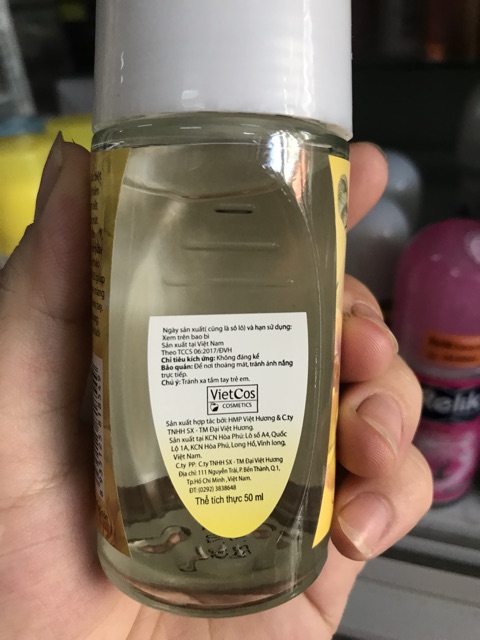 Ngày sản xuất( cũng là số lô) và hạn sử dụng:
Xem trên bao bì
Sản xuất tại Việt Nam
Theo TCCS 06:2017/ĐVH
Chỉ tiêu kích ứng: Không đáng kể
Bảo quản: Để nơi thoáng mát, tránh ánh nắng
trực tiếp.
Chú ý: Tránh xa tầm tay trẻ em.
VietCos
COSMETICS
Sản xuất hợp tác bởi: HMP Việt Hương & C.ty
TNHH SX - TM Đại Việt Hương.
Sản xuất tại KCN Hòa Phú: Lô số A4, Quốc
Lộ 1A, KCN Hòa Phú, Long Hồ, Vĩnh long,
Việt Nam.
C.ty PP: C.ty TNHH SX - TM Đại Việt Hương
Địa chỉ: 111 Nguyễn Trãi, P. Bến Thành, Q.1,
Tp.Hồ Chí Minh , Việt Nam.
ĐT: (0292) 3838648
Thể tích thực 50 ml
Relik